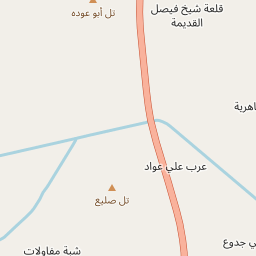 قلعة شيخ فيصل
القديمة
تل أبو عوده
اهرية
عرب علي عواد
تل صليع
ي جدوع
شبة مفاولات